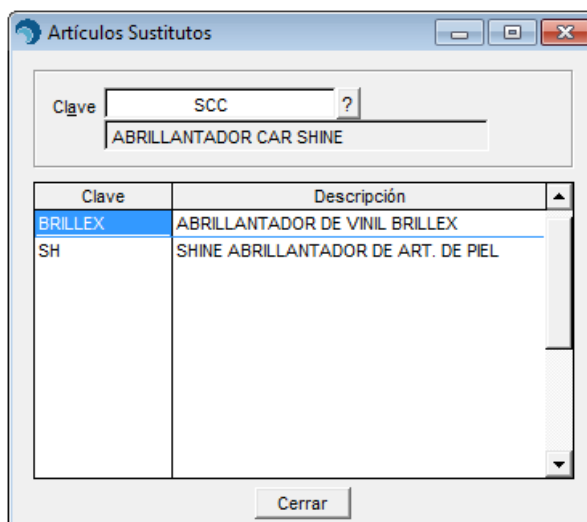 Artículos Sustitutos
Clave SCC ?
ABRILLANTADOR CAR SHINE
Clave Descripción
BRILLEX ABRILLANTADOR DE VINIL BRILLEX
SH SHINE ABRILLANTADOR DE ART. DE PIEL
Cerrar